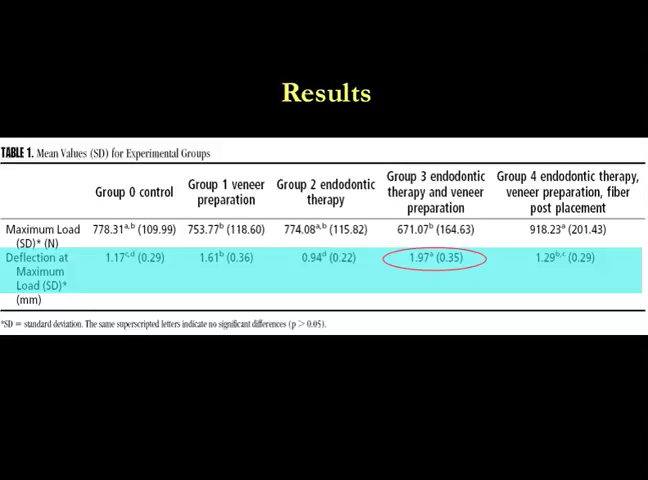 Results
TABLE 1. Mean Values (SD) for Experimental Groups
Group 0 control
Group 1 veneer preparation
Group 2 endodontic therapy
Group 3 endodontic therapy and veneer preparation
Group 4 endodontic therapy, veneer preparation, fiber post placement
Maximum Load (SD)* (N) 778.31a,b (109.99) 753.77b (118.60) 774.08a,b (115.82) 671.07b (164.63) 918.23a (201.43)
Deflection at Maximum Load (SD)* (mm) 1.17c,d (0.29) 1.61b (0.36) 0.94d (0.22) 1.97a (0.35) 1.29b,c (0.29)
*SD = standard deviation. The same superscripted letters indicate no significant differences (p > 0.05).